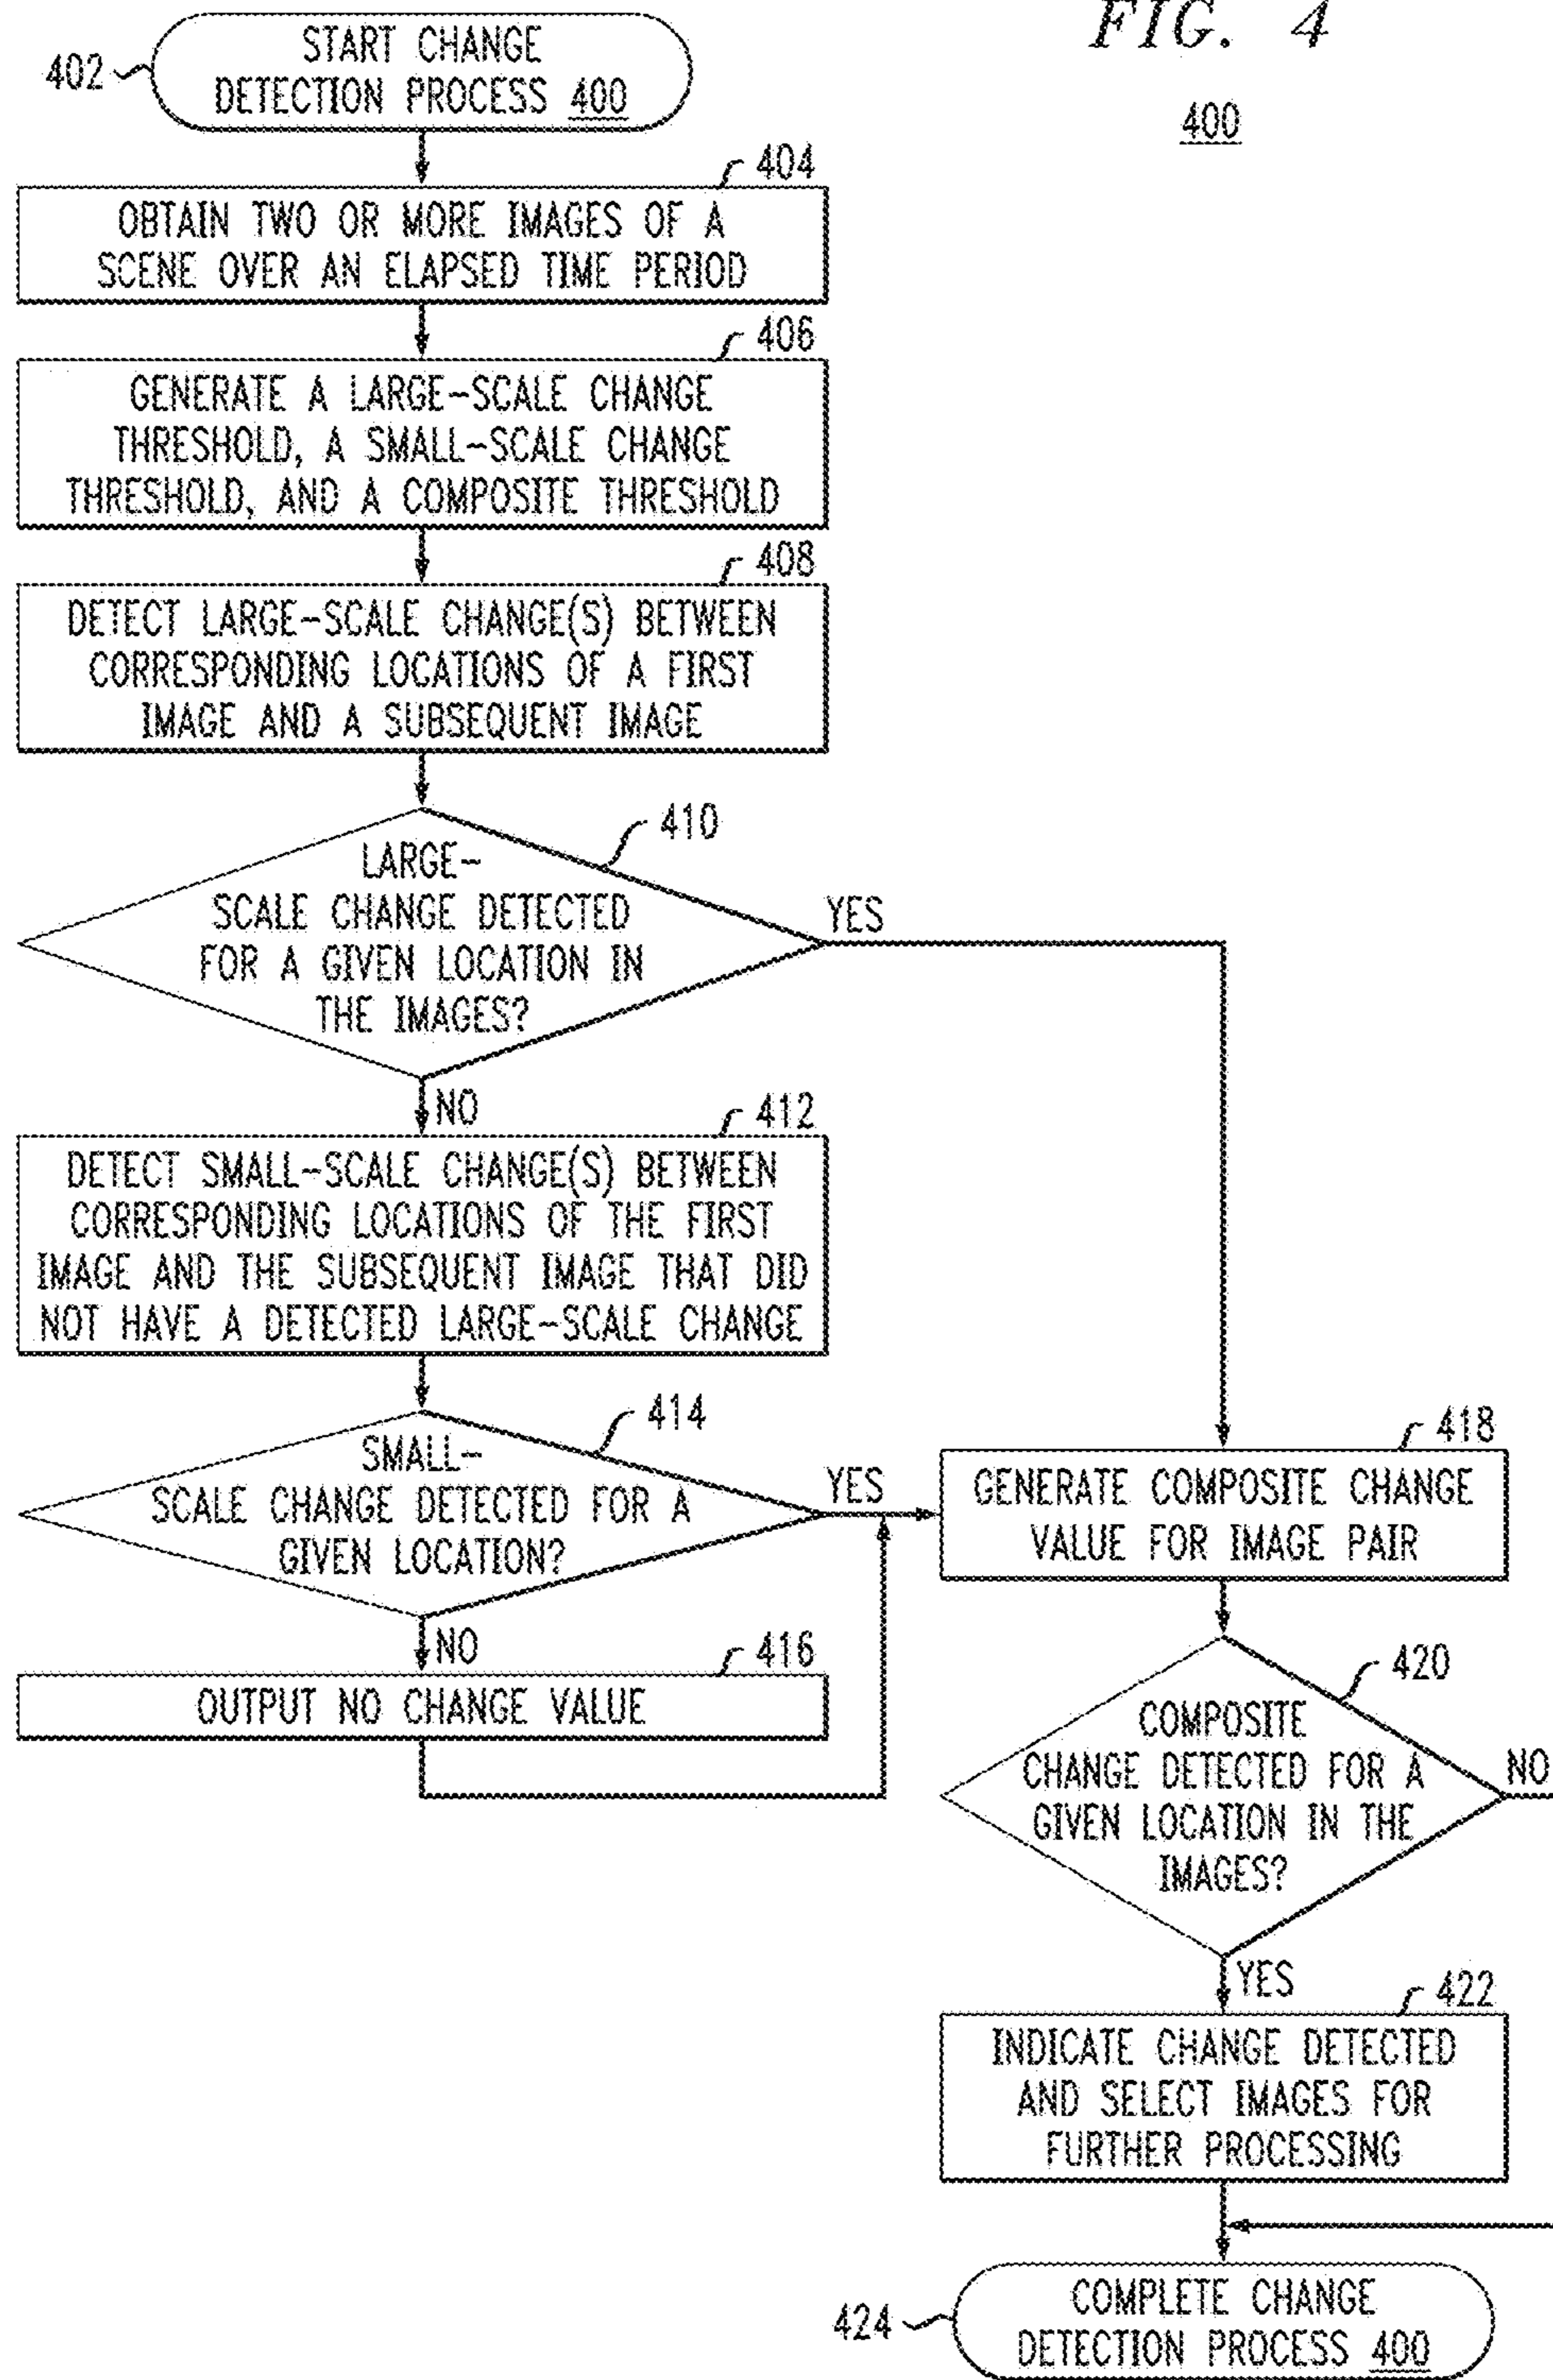 FIG. 4
400
402
START CHANGE
DETECTION PROCESS 400
404
OBTAIN TWO OR MORE IMAGES OF A
SCENE OVER AN ELAPSED TIME PERIOD
406
GENERATE A LARGE-SCALE CHANGE
THRESHOLD, A SMALL-SCALE CHANGE
THRESHOLD, AND A COMPOSITE THRESHOLD
408
DETECT LARGE-SCALE CHANGE(S) BETWEEN
CORRESPONDING LOCATIONS OF A FIRST
IMAGE AND A SUBSEQUENT IMAGE
410
LARGE-
SCALE CHANGE DETECTED
FOR A GIVEN LOCATION IN
THE IMAGES?
YES
NO
412
DETECT SMALL-SCALE CHANGE(S) BETWEEN
CORRESPONDING LOCATIONS OF THE FIRST
IMAGE AND THE SUBSEQUENT IMAGE THAT DID
NOT HAVE A DETECTED LARGE-SCALE CHANGE
414
SMALL-
SCALE CHANGE DETECTED FOR A
GIVEN LOCATION?
YES
NO
416
OUTPUT NO CHANGE VALUE
418
GENERATE COMPOSITE CHANGE
VALUE FOR IMAGE PAIR
420
COMPOSITE
CHANGE DETECTED FOR A
GIVEN LOCATION IN THE
IMAGES?
NO
YES
422
INDICATE CHANGE DETECTED
AND SELECT IMAGES FOR
FURTHER PROCESSING
424
COMPLETE CHANGE
DETECTION PROCESS 400